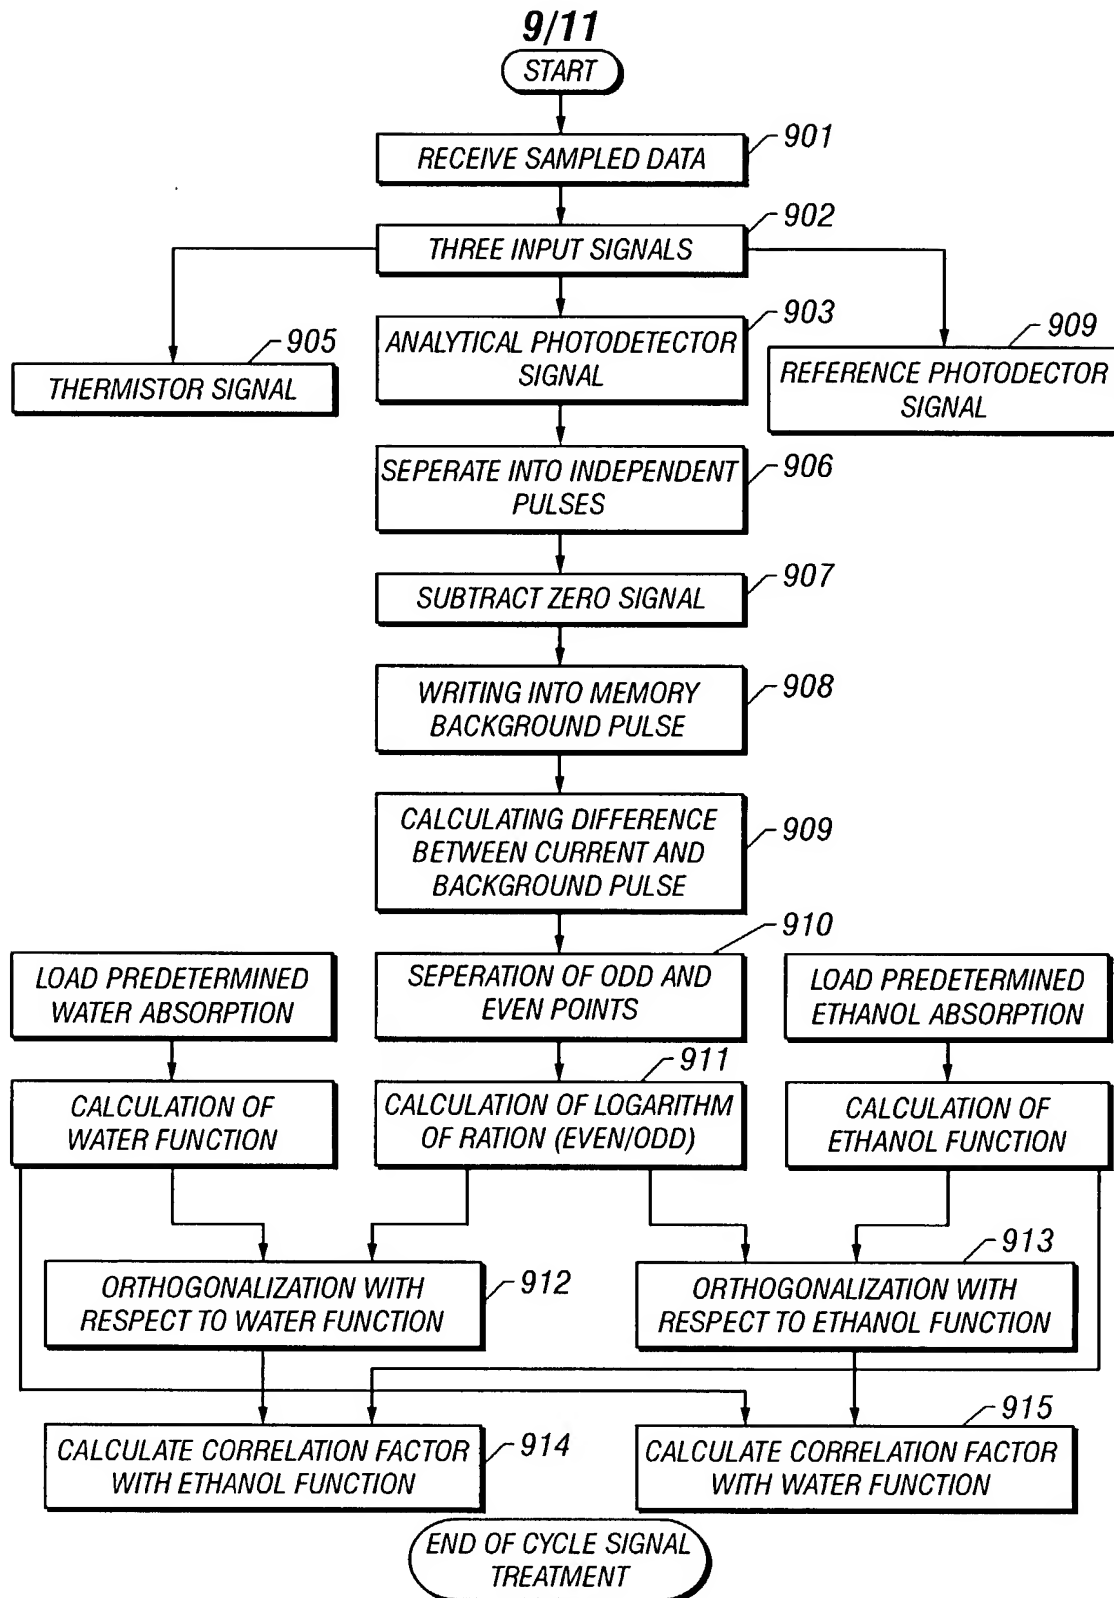 9/11
START
901
RECEIVE SAMPLED DATA
902
THREE INPUT SIGNALS
903
ANALYTICAL PHOTODETECTOR
SIGNAL
905
THERMISTOR SIGNAL
909
REFERENCE PHOTODECTOR
SIGNAL
906
SEPERATE INTO INDEPENDENT
PULSES
907
SUBTRACT ZERO SIGNAL
908
WRITING INTO MEMORY
BACKGROUND PULSE
909
CALCULATING DIFFERENCE
BETWEEN CURRENT AND
BACKGROUND PULSE
910
LOAD PREDETERMINED
WATER ABSORPTION
SEPERATION OF ODD AND
EVEN POINTS
LOAD PREDETERMINED
ETHANOL ABSORPTION
911
CALCULATION OF
WATER FUNCTION
CALCULATION OF LOGARITHM
OF RATION (EVEN/ODD)
CALCULATION OF
ETHANOL FUNCTION
912
ORTHOGONALIZATION WITH
RESPECT TO WATER FUNCTION
913
ORTHOGONALIZATION WITH
RESPECT TO ETHANOL FUNCTION
914
CALCULATE CORRELATION FACTOR
WITH ETHANOL FUNCTION
915
CALCULATE CORRELATION FACTOR
WITH WATER FUNCTION
END OF CYCLE SIGNAL
TREATMENT